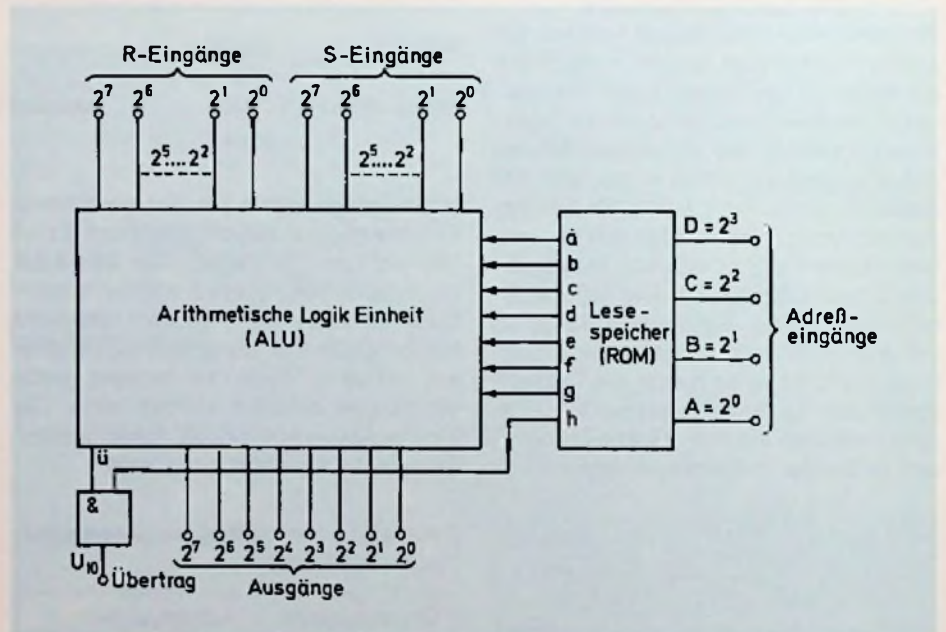 R-Eingänge S-Eingänge
2⁷ 2⁶ 2¹ 2⁰ 2⁷ 2⁶ 2¹ 2⁰
2⁵....2² 2⁵....2²
Arithmetische Logik Einheit
(ALU)
a
b
c
d
e
f
g
h
Lese-
speicher
(ROM)
D = 2³
C = 2²
B = 2¹
A = 2⁰
Adreß-
eingänge
ü
&
U₁₀
Übertrag
2⁷ 2⁶ 2⁵ 2⁴ 2³ 2² 2¹ 2⁰
Ausgänge